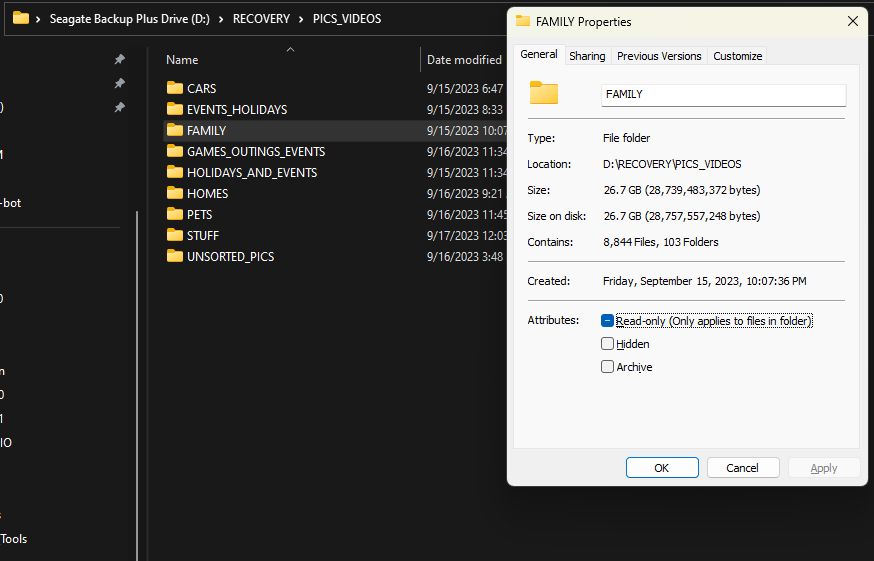 Seagate Backup Plus Drive (D:) > RECOVERY > PICS_VIDEOS
Name
Date modified
CARS 9/15/2023 6:47
EVENTS_HOLIDAYS 9/15/2023 8:33
FAMILY 9/15/2023 10:07
GAMES_OUTINGS_EVENTS 9/16/2023 11:34
HOLIDAYS_AND_EVENTS 9/15/2023 11:34
HOMES 9/16/2023 9:21
PETS 9/16/2023 11:45
STUFF 9/17/2023 12:03
UNSORTED_PICS 9/16/2023 3:48
)
-bot
0
0
1
IO
Tools
FAMILY Properties
General Sharing Previous Versions Customize
FAMILY
Type: File folder
Location: D:\RECOVERY\PICS_VIDEOS
Size: 26.7 GB (28,739,483,372 bytes)
Size on disk: 26.7 GB (28,757,557,248 bytes)
Contains: 8,844 Files, 103 Folders
Created: Friday, September 15, 2023, 10:07:36 PM
Attributes: Read-only (Only applies to files in folder)
Hidden
Archive
OK Cancel Apply